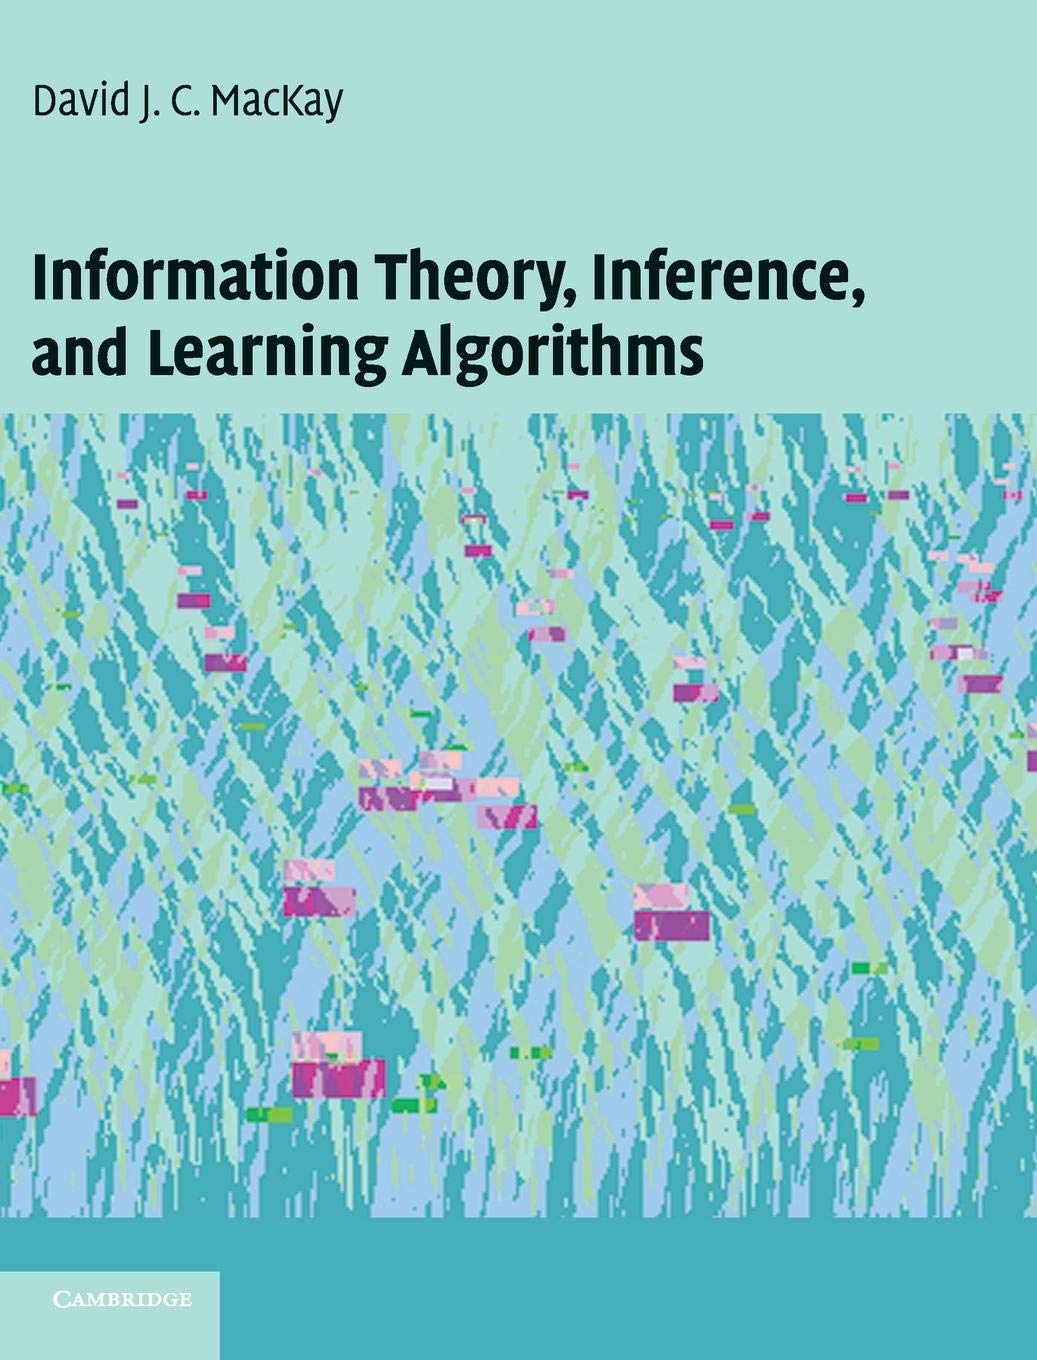 David J. C. MacKay
Information Theory, Inference,
and Learning Algorithms
CAMBRIDGE